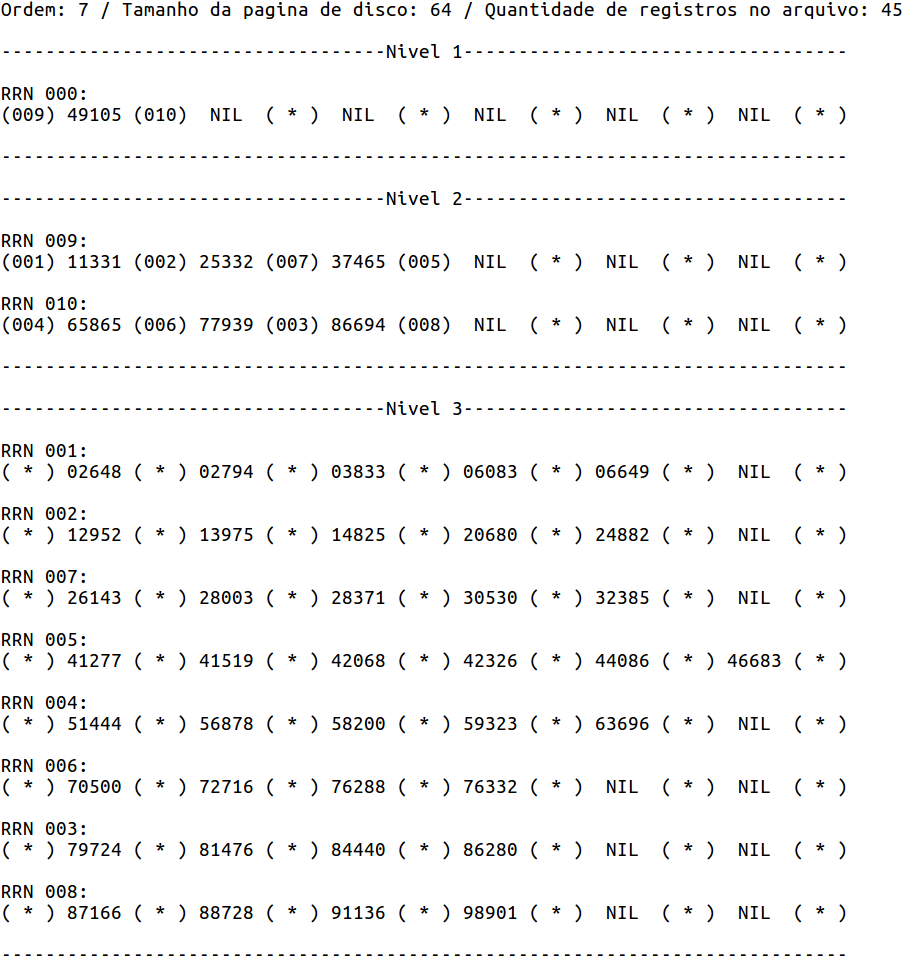 Ordem: 7 / Tamanho da pagina de disco: 64 / Quantidade de registros no arquivo: 45
-----------------------------------Nivel 1-----------------------------------
RRN 000:
(009) 49105 (010)  NIL  ( * )  NIL  ( * )  NIL  ( * )  NIL  ( * )  NIL  ( * )
-----------------------------------------------------------------------------
-----------------------------------Nivel 2-----------------------------------
RRN 009:
(001) 11331 (002) 25332 (007) 37465 (005)  NIL  ( * )  NIL  ( * )  NIL  ( * )
RRN 010:
(004) 65865 (006) 77939 (003) 86694 (008)  NIL  ( * )  NIL  ( * )  NIL  ( * )
-----------------------------------------------------------------------------
-----------------------------------Nivel 3-----------------------------------
RRN 001:
( * ) 02648 ( * ) 02794 ( * ) 03833 ( * ) 06083 ( * ) 06649 ( * )  NIL  ( * )
RRN 002:
( * ) 12952 ( * ) 13975 ( * ) 14825 ( * ) 20680 ( * ) 24882 ( * )  NIL  ( * )
RRN 007:
( * ) 26143 ( * ) 28003 ( * ) 28371 ( * ) 30530 ( * ) 32385 ( * )  NIL  ( * )
RRN 005:
( * ) 41277 ( * ) 41519 ( * ) 42068 ( * ) 42326 ( * ) 44086 ( * ) 46683 ( * )
RRN 004:
( * ) 51444 ( * ) 56878 ( * ) 58200 ( * ) 59323 ( * ) 63696 ( * )  NIL  ( * )
RRN 006:
( * ) 70500 ( * ) 72716 ( * ) 76288 ( * ) 76332 ( * )  NIL  ( * )  NIL  ( * )
RRN 003:
( * ) 79724 ( * ) 81476 ( * ) 84440 ( * ) 86280 ( * )  NIL  ( * )  NIL  ( * )
RRN 008:
( * ) 87166 ( * ) 88728 ( * ) 91136 ( * ) 98901 ( * )  NIL  ( * )  NIL  ( * )
-----------------------------------------------------------------------------